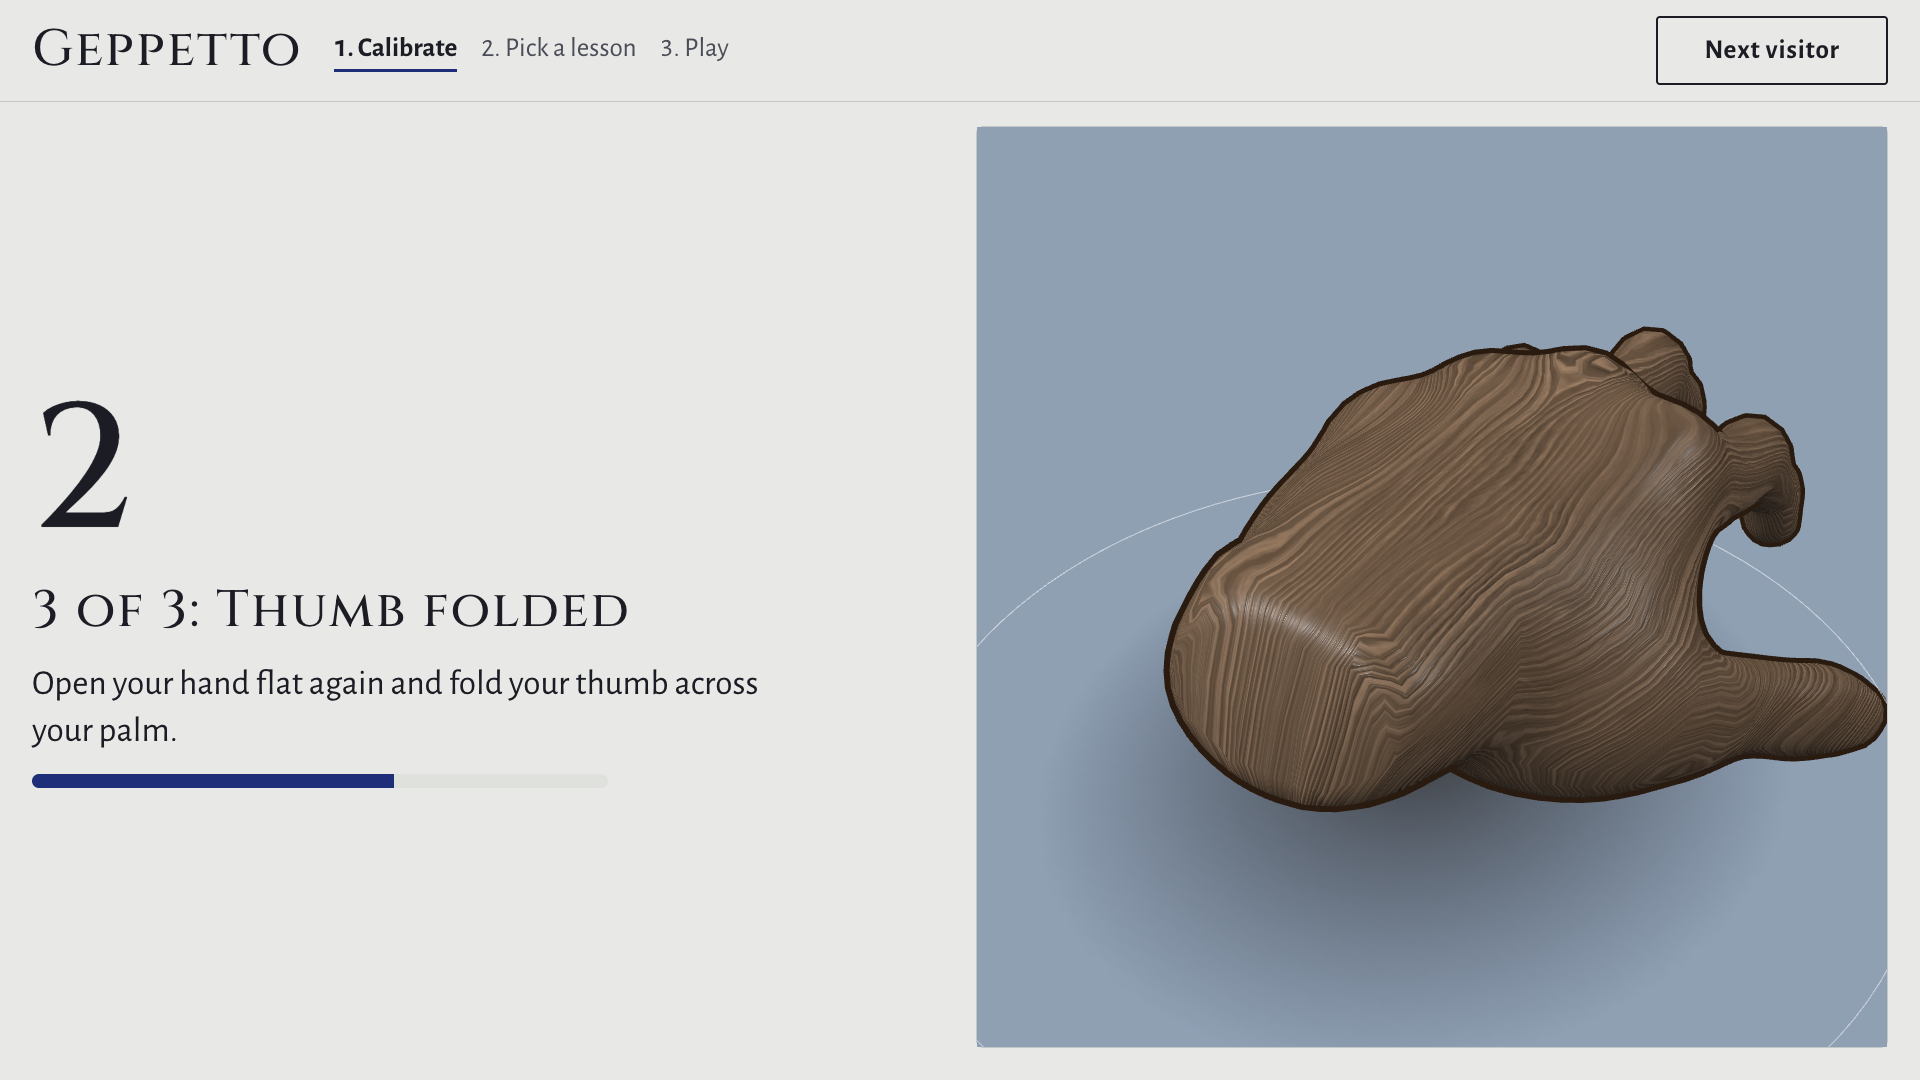 Geppetto
1. Calibrate
2. Pick a lesson
3. Play
Next visitor
2
3 of 3: Thumb folded
Open your hand flat again and fold your thumb across
your palm.